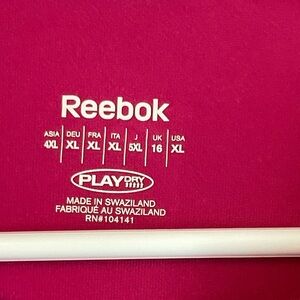 Reebok
ASIA DEU FRA ITA J UK USA
4XL XL XL XL 5XL 16 XL
PLAYDRY
MADE IN SWAZILAND
FABRIQUÉ AU SWAZILAND
RN#104141